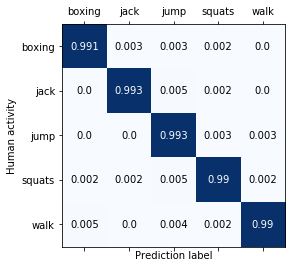 boxing jack jump squats walk
boxing 0.991 0.003 0.003 0.002 0.0
jack 0.0 0.993 0.005 0.002 0.0
jump 0.0 0.0 0.993 0.003 0.003
squats 0.002 0.002 0.005 0.99 0.002
walk 0.005 0.0 0.004 0.002 0.99
Human activity
Prediction label